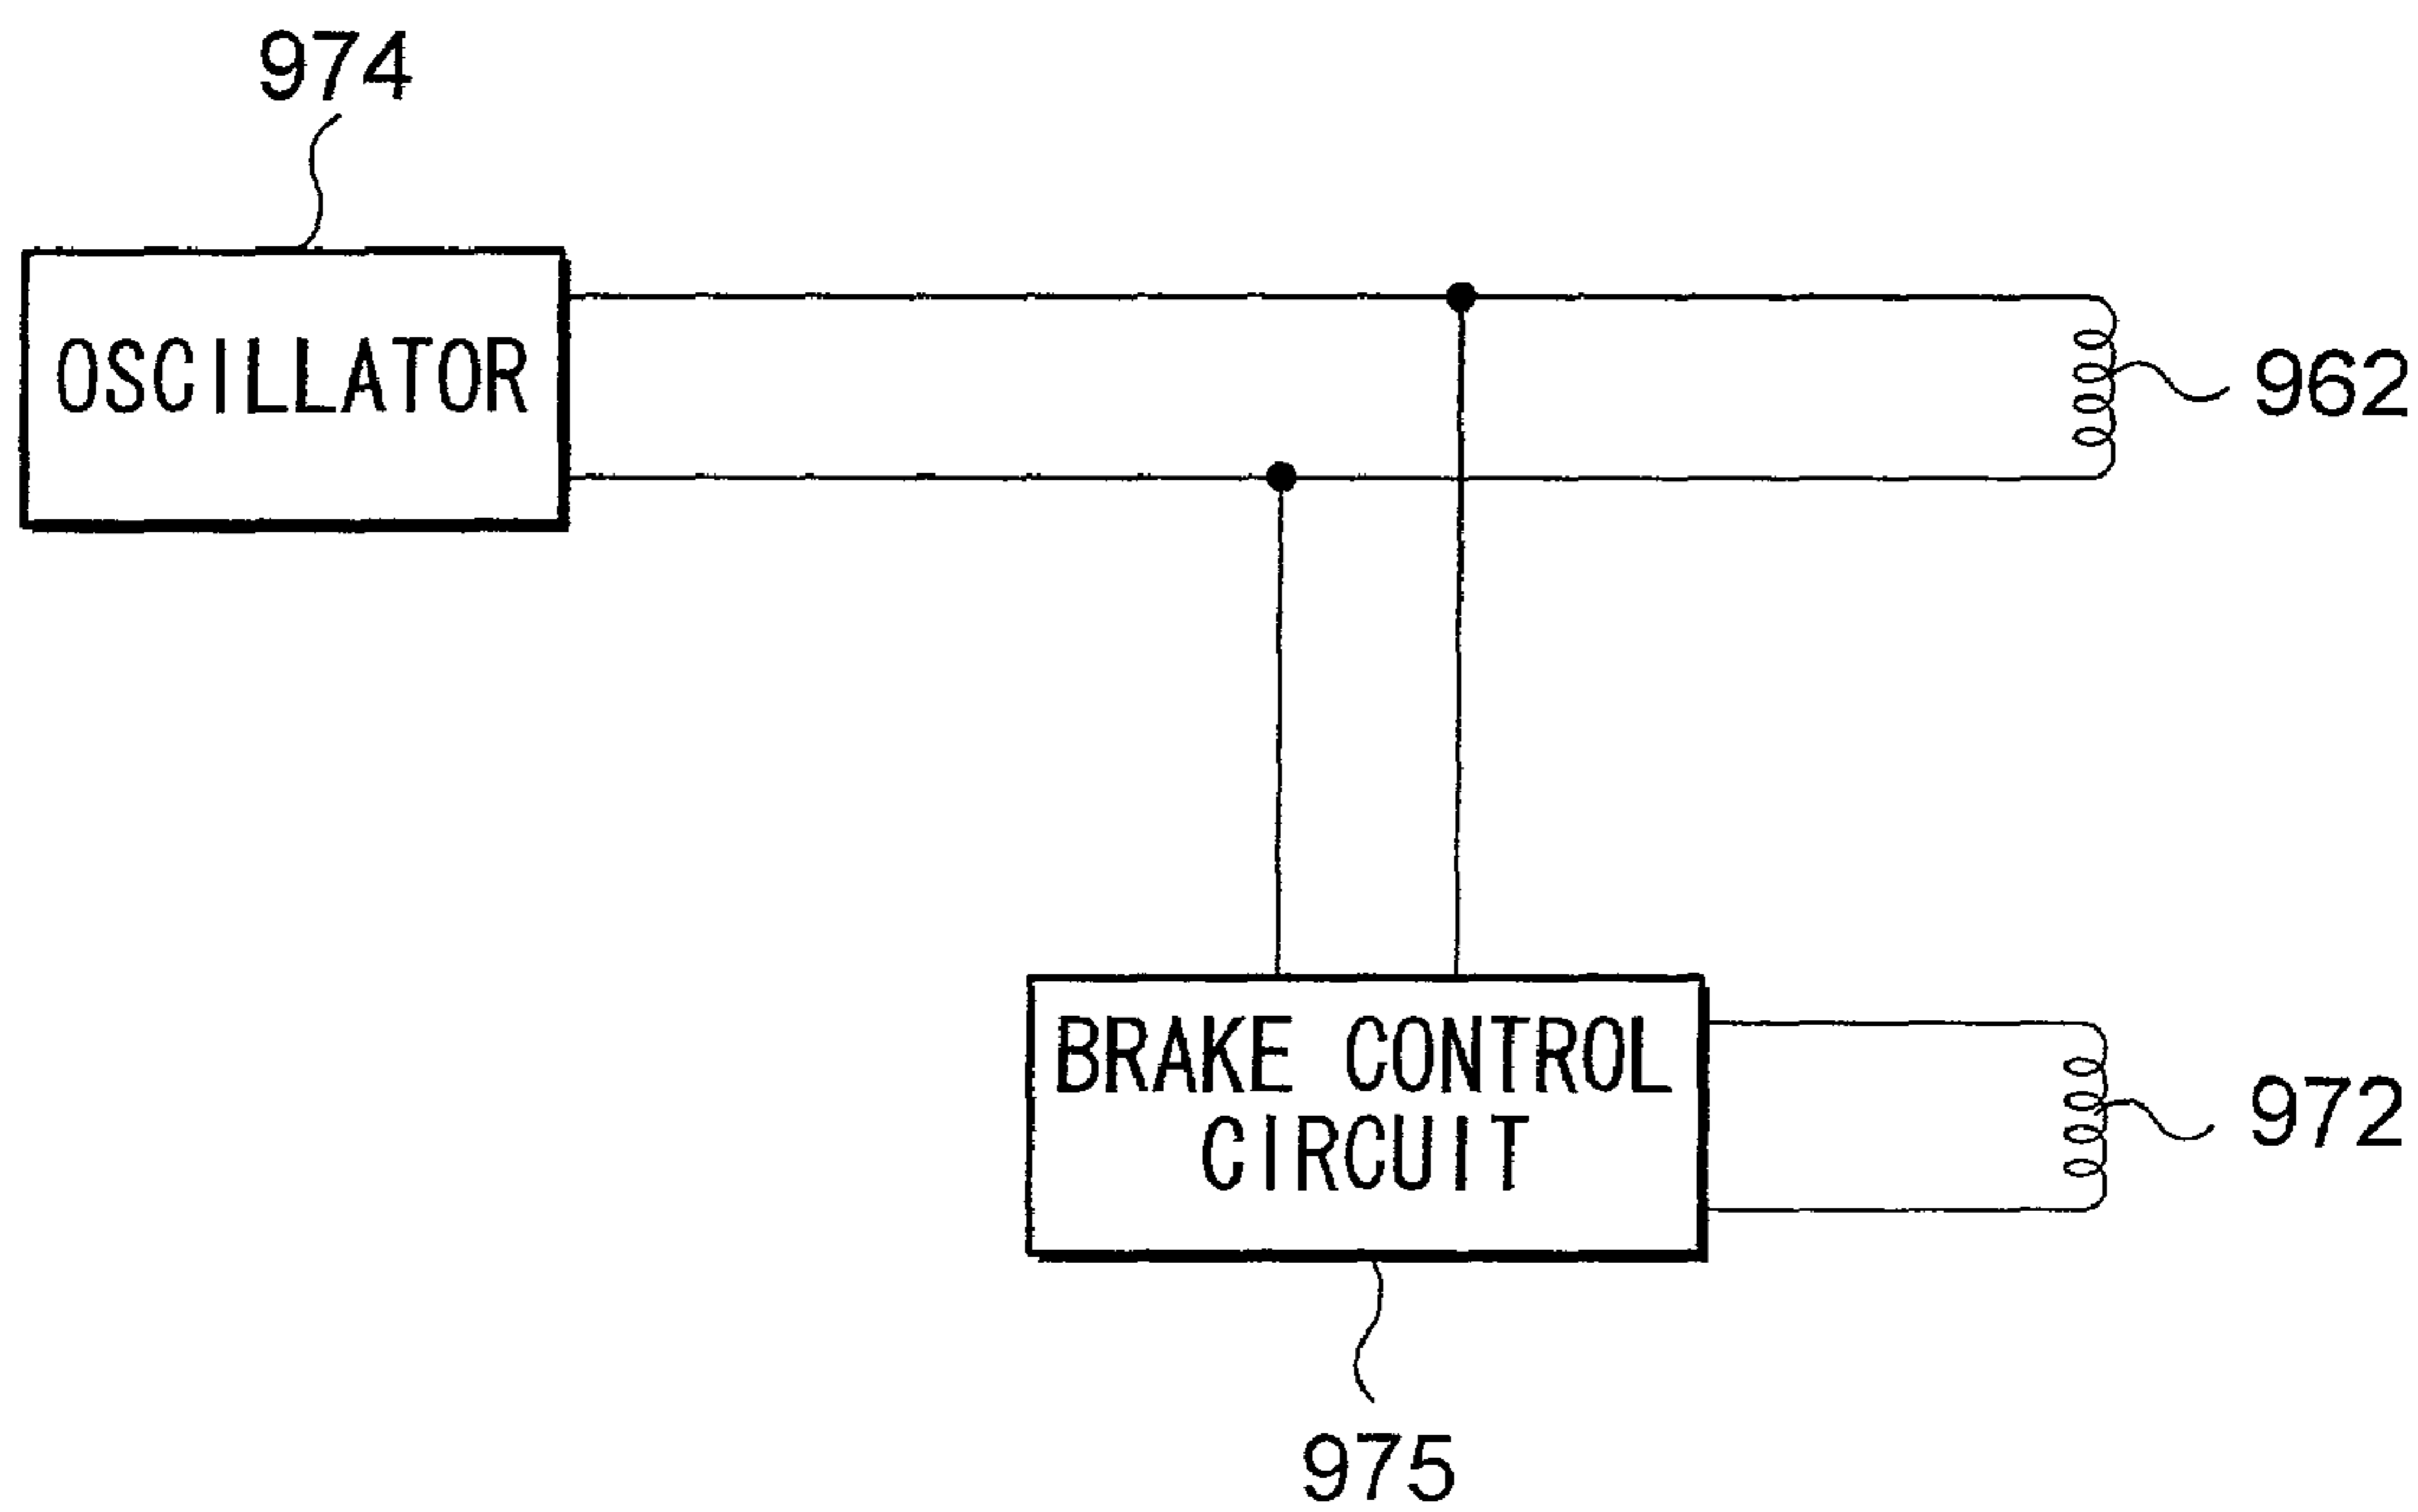 974
OSCILLATOR
962
BRAKE CONTROL
CIRCUIT
972
975